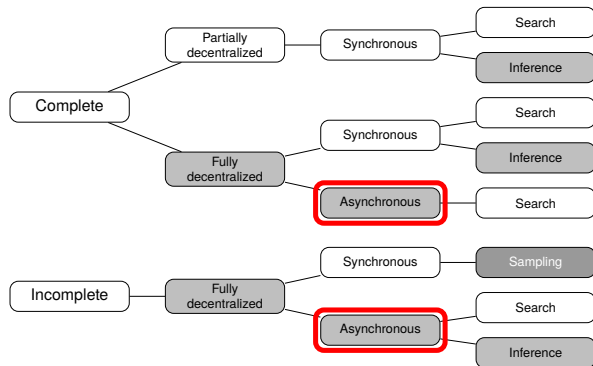 Partially
decentralized
Synchronous
Search
Inference
Complete
Fully
decentralized
Synchronous
Search
Inference
Asynchronous
Search
Incomplete
Fully
decentralized
Synchronous
Sampling
Asynchronous
Search
Inference